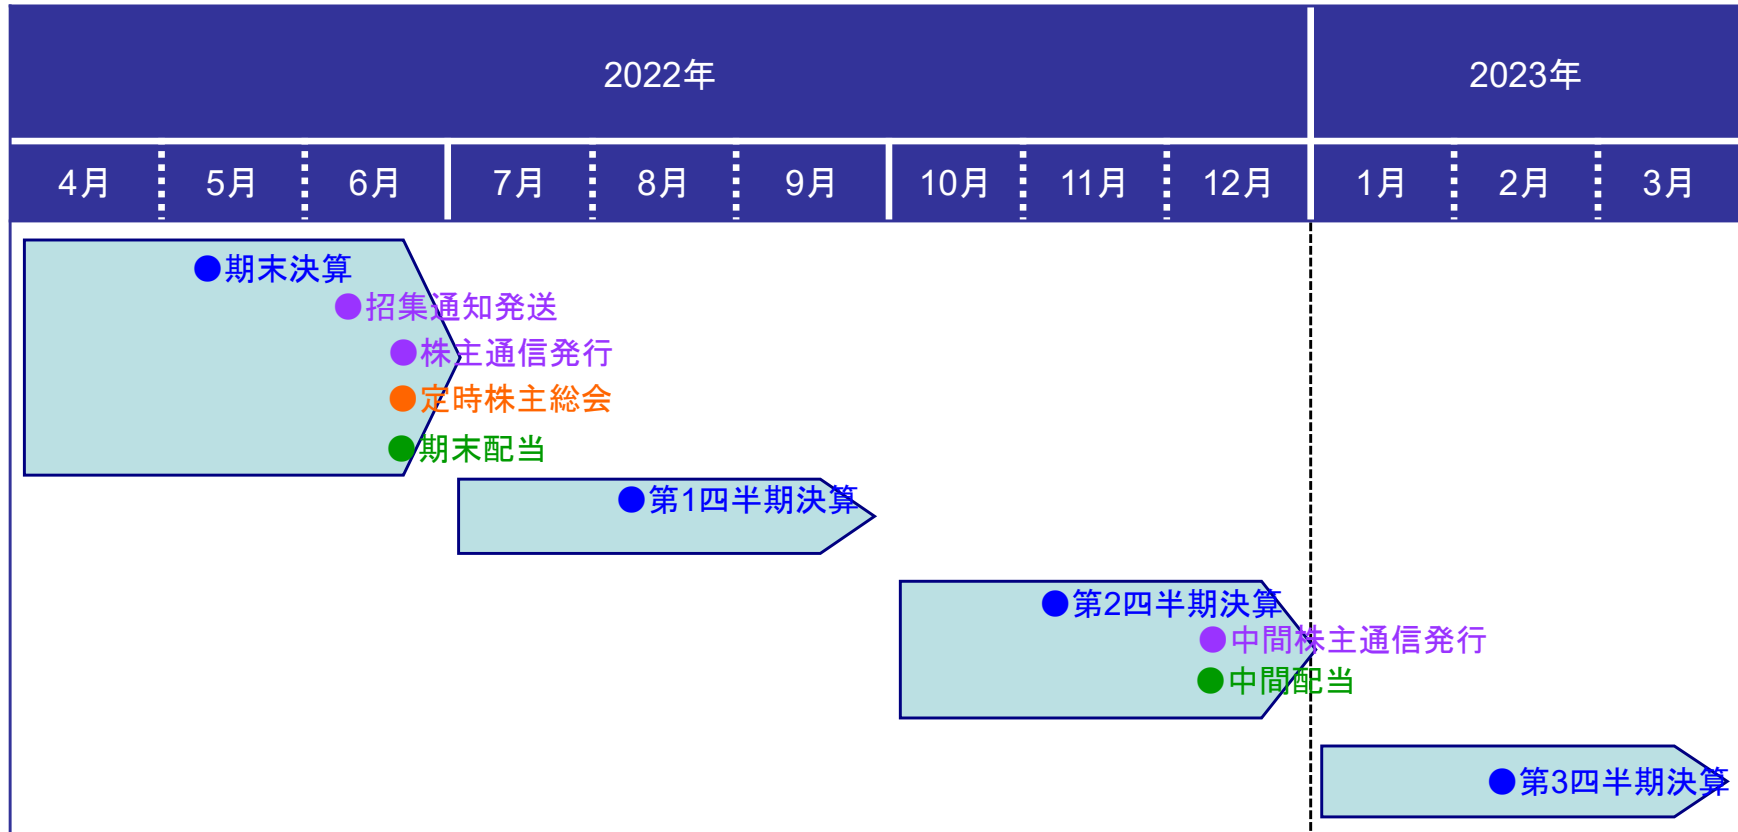 2022年 2023年
4月 5月 6月 7月 8月 9月 10月 11月 12月 1月 2月 3月
●期末決算
●招集通知発送
●株主通信発行
●定時株主総会
●期末配当
●第1四半期決算
●第2四半期決算
●中間株主通信発行
●中間配当
●第3四半期決算